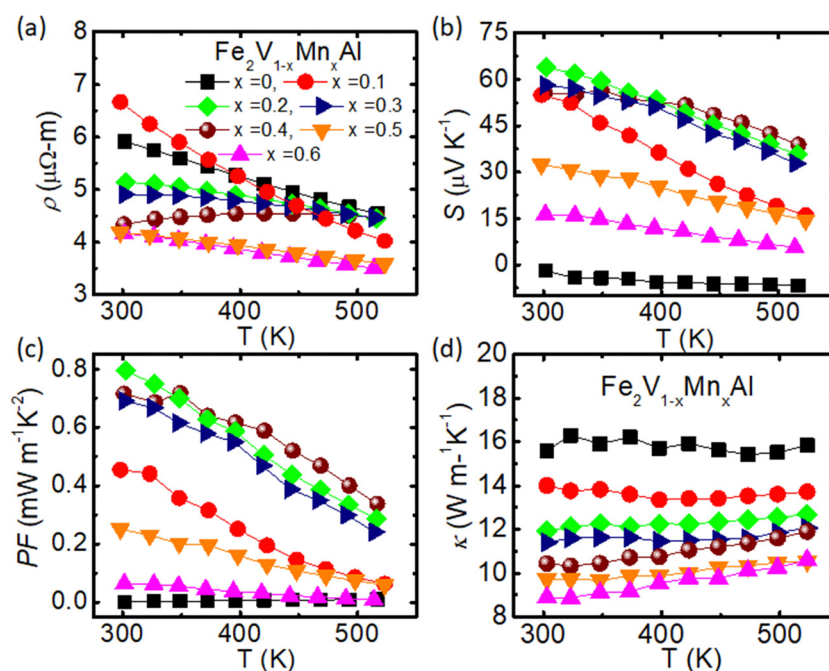 (a)
Fe2V1-xMnxAl
x =0, x =0.1
x =0.2, x =0.3
x =0.4, x =0.5
x =0.6
ρ (μΩ-m)
8
7
6
5
4
3
300 400 500
T (K)
(b)
S (μV K-1)
75
60
45
30
15
0
300 400 500
T (K)
(c)
PF (mW m-1K-2)
0.8
0.6
0.4
0.2
0.0
300 400 500
T (K)
(d)
Fe2V1-xMnxAl
κ (W m-1K-1)
20
18
16
14
12
10
8
300 400 500
T (K)